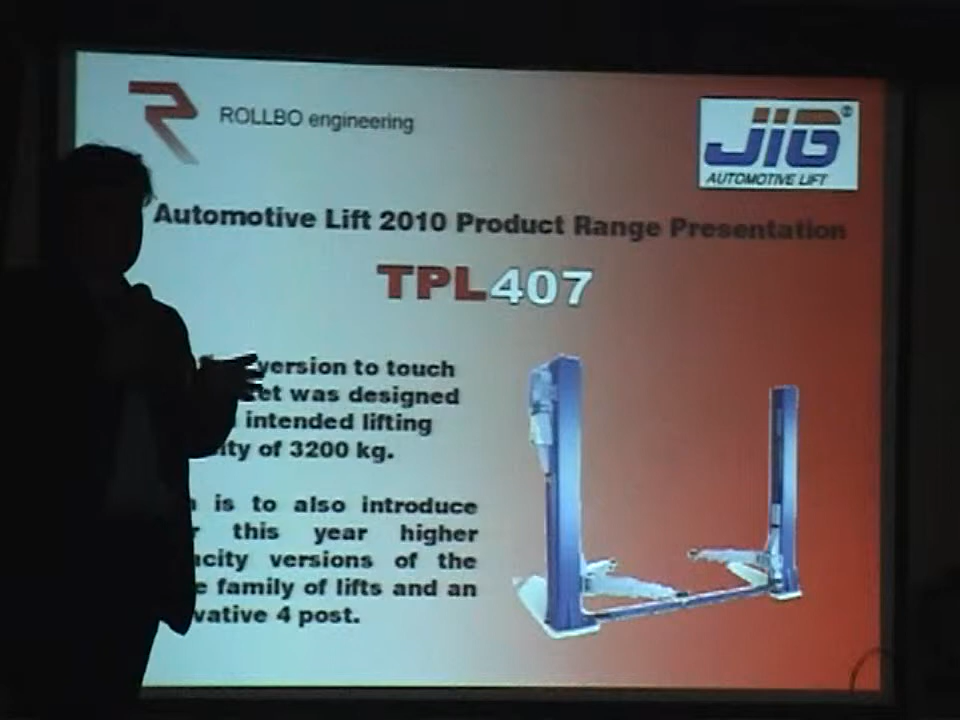 ROLLBO engineering
JIG®
AUTOMOTIVE LIFT
Automotive Lift 2010 Product Range Presentation
TPL407
version to touch
was designed
intended lifting
of 3200 kg.
is to also introduce
this year higher
versions of the
family of lifts and an
4 post.